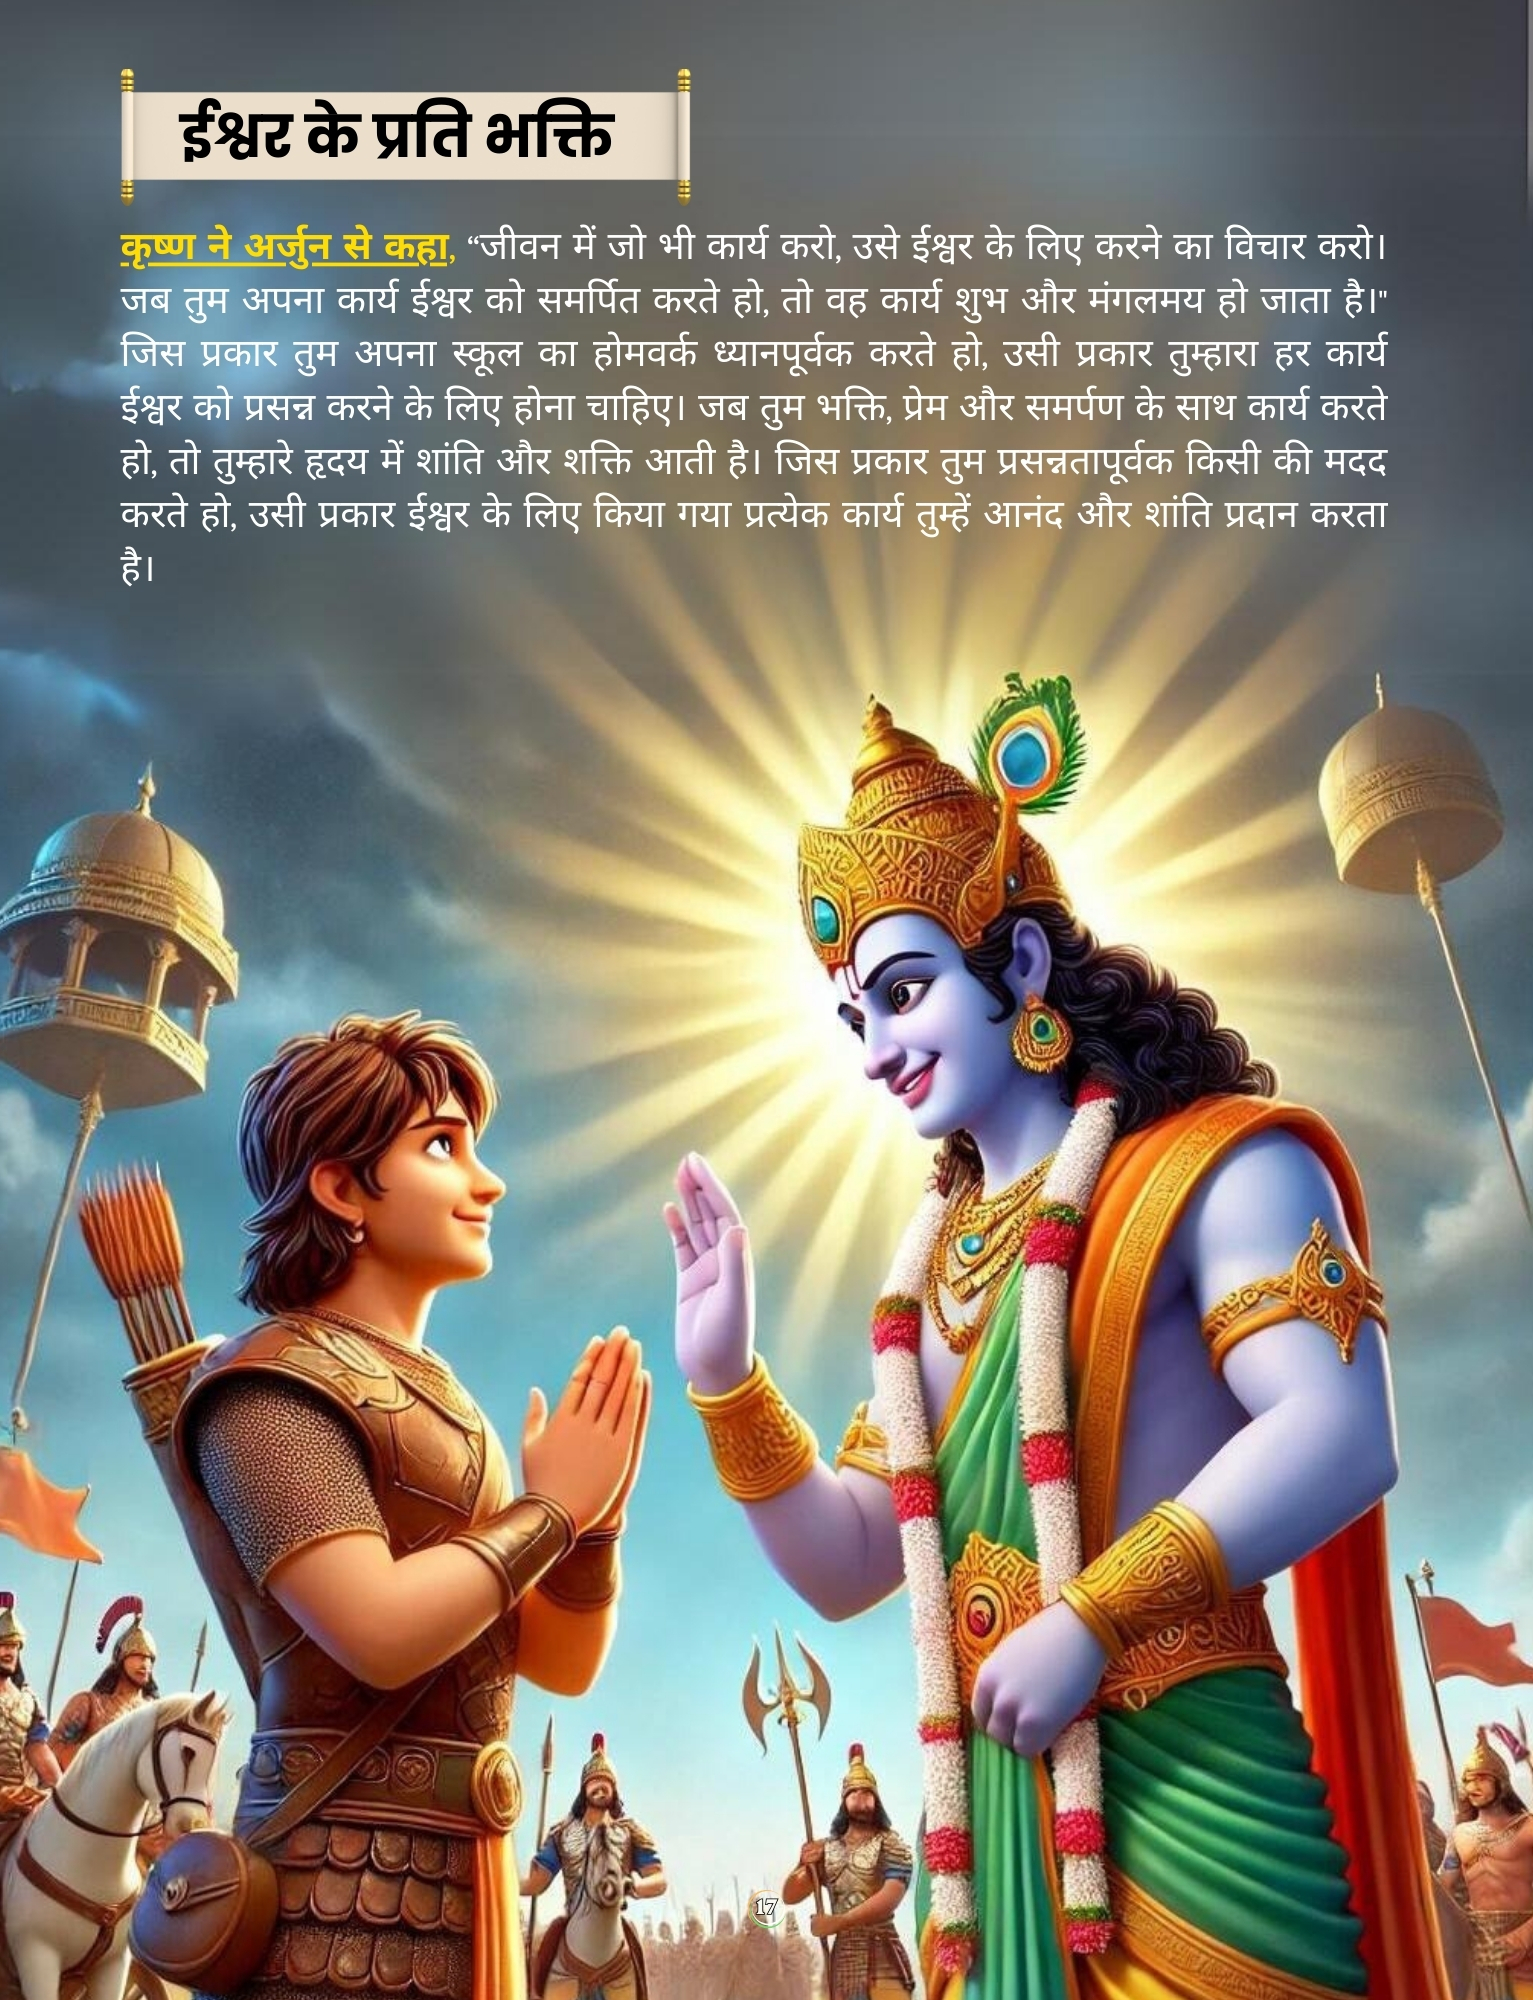 ईश्वर के प्रति भक्ति
कृष्ण ने अर्जुन से कहा, “जीवन में जो भी कार्य करो, उसे ईश्वर के लिए करने का विचार करो।
जब तुम अपना कार्य ईश्वर को समर्पित करते हो, तो वह कार्य शुभ और मंगलमय हो जाता है।"
जिस प्रकार तुम अपना स्कूल का होमवर्क ध्यानपूर्वक करते हो, उसी प्रकार तुम्हारा हर कार्य
ईश्वर को प्रसन्न करने के लिए होना चाहिए। जब तुम भक्ति, प्रेम और समर्पण के साथ कार्य करते
हो, तो तुम्हारे हृदय में शांति और शक्ति आती है। जिस प्रकार तुम प्रसन्नतापूर्वक किसी की मदद
करते हो, उसी प्रकार ईश्वर के लिए किया गया प्रत्येक कार्य तुम्हें आनंद और शांति प्रदान करता
है।
17